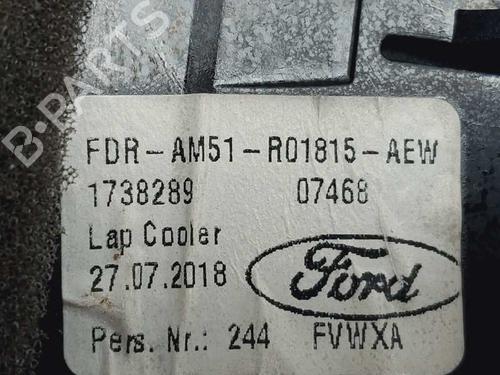 B-PARTS
FDR-AM51-R01815-AEW
1738289 07468
Lap Cooler
27.07.2018 Ford
Pers. Nr.: 244 FVWXA